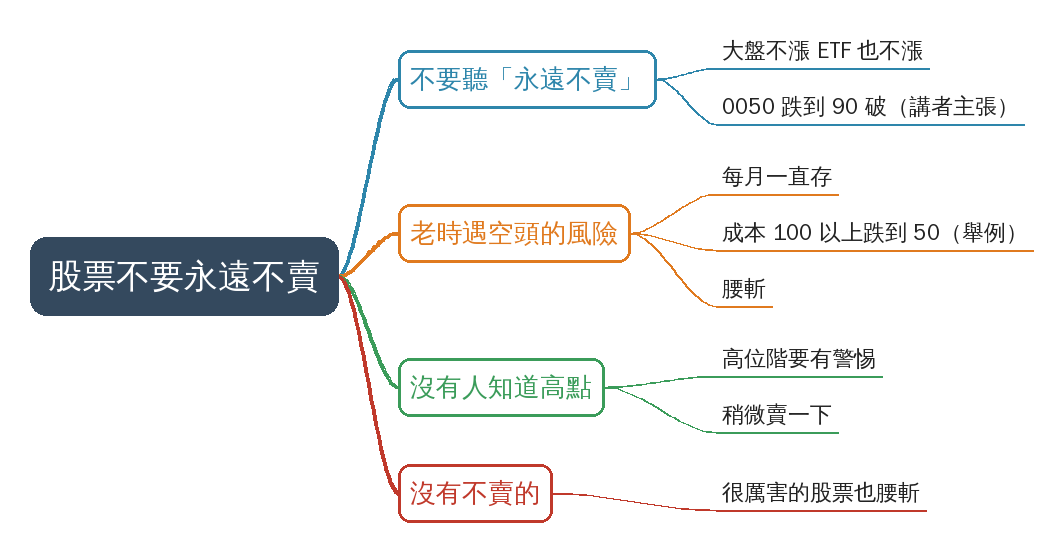 股票不要永遠不賣
不要聽「永遠不賣」
大盤不漲 ETF 也不漲
0050 跌到 90 破（講者主張）
老時遇空頭的風險
每月一直存
成本 100 以上跌到 50（舉例）
腰斬
沒有人知道高點
高位階要有警惕
稍微賣一下
沒有不賣的
很厲害的股票也腰斬